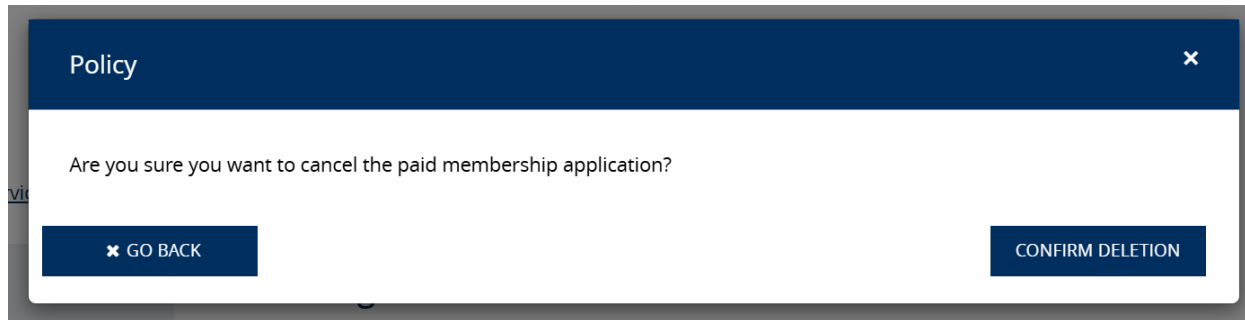 Policy
Are you sure you want to cancel the paid membership application?
GO BACK
CONFIRM DELETION